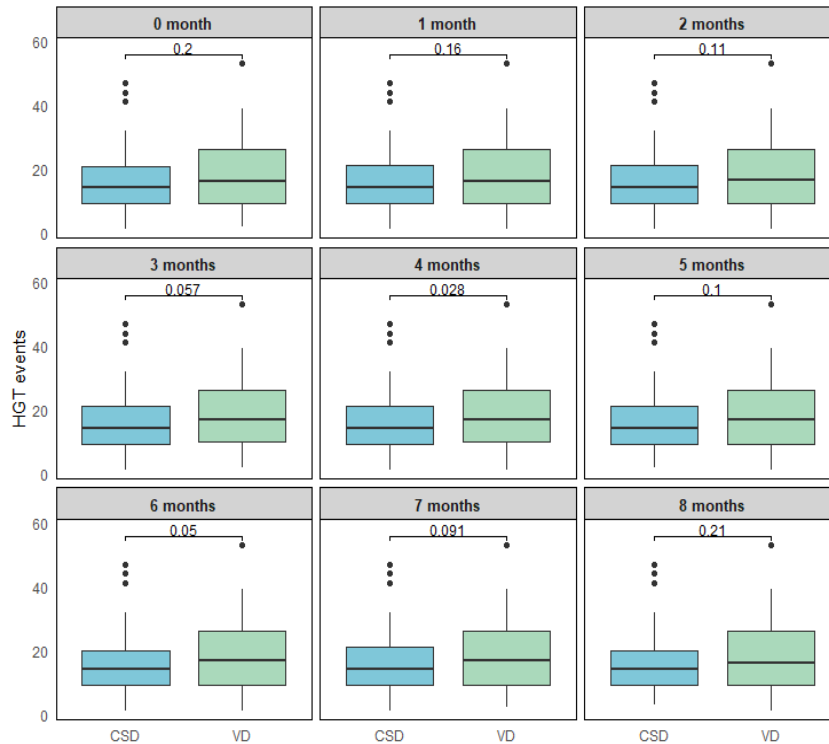 0 month 1 month 2 months
60 0.2 0.16 0.11
40
20
0
3 months 4 months 5 months
60 0.057 0.028 0.1
40
20
0
HGT events
6 months 7 months 8 months
60 0.05 0.091 0.21
40
20
0
CSD VD CSD VD CSD VD